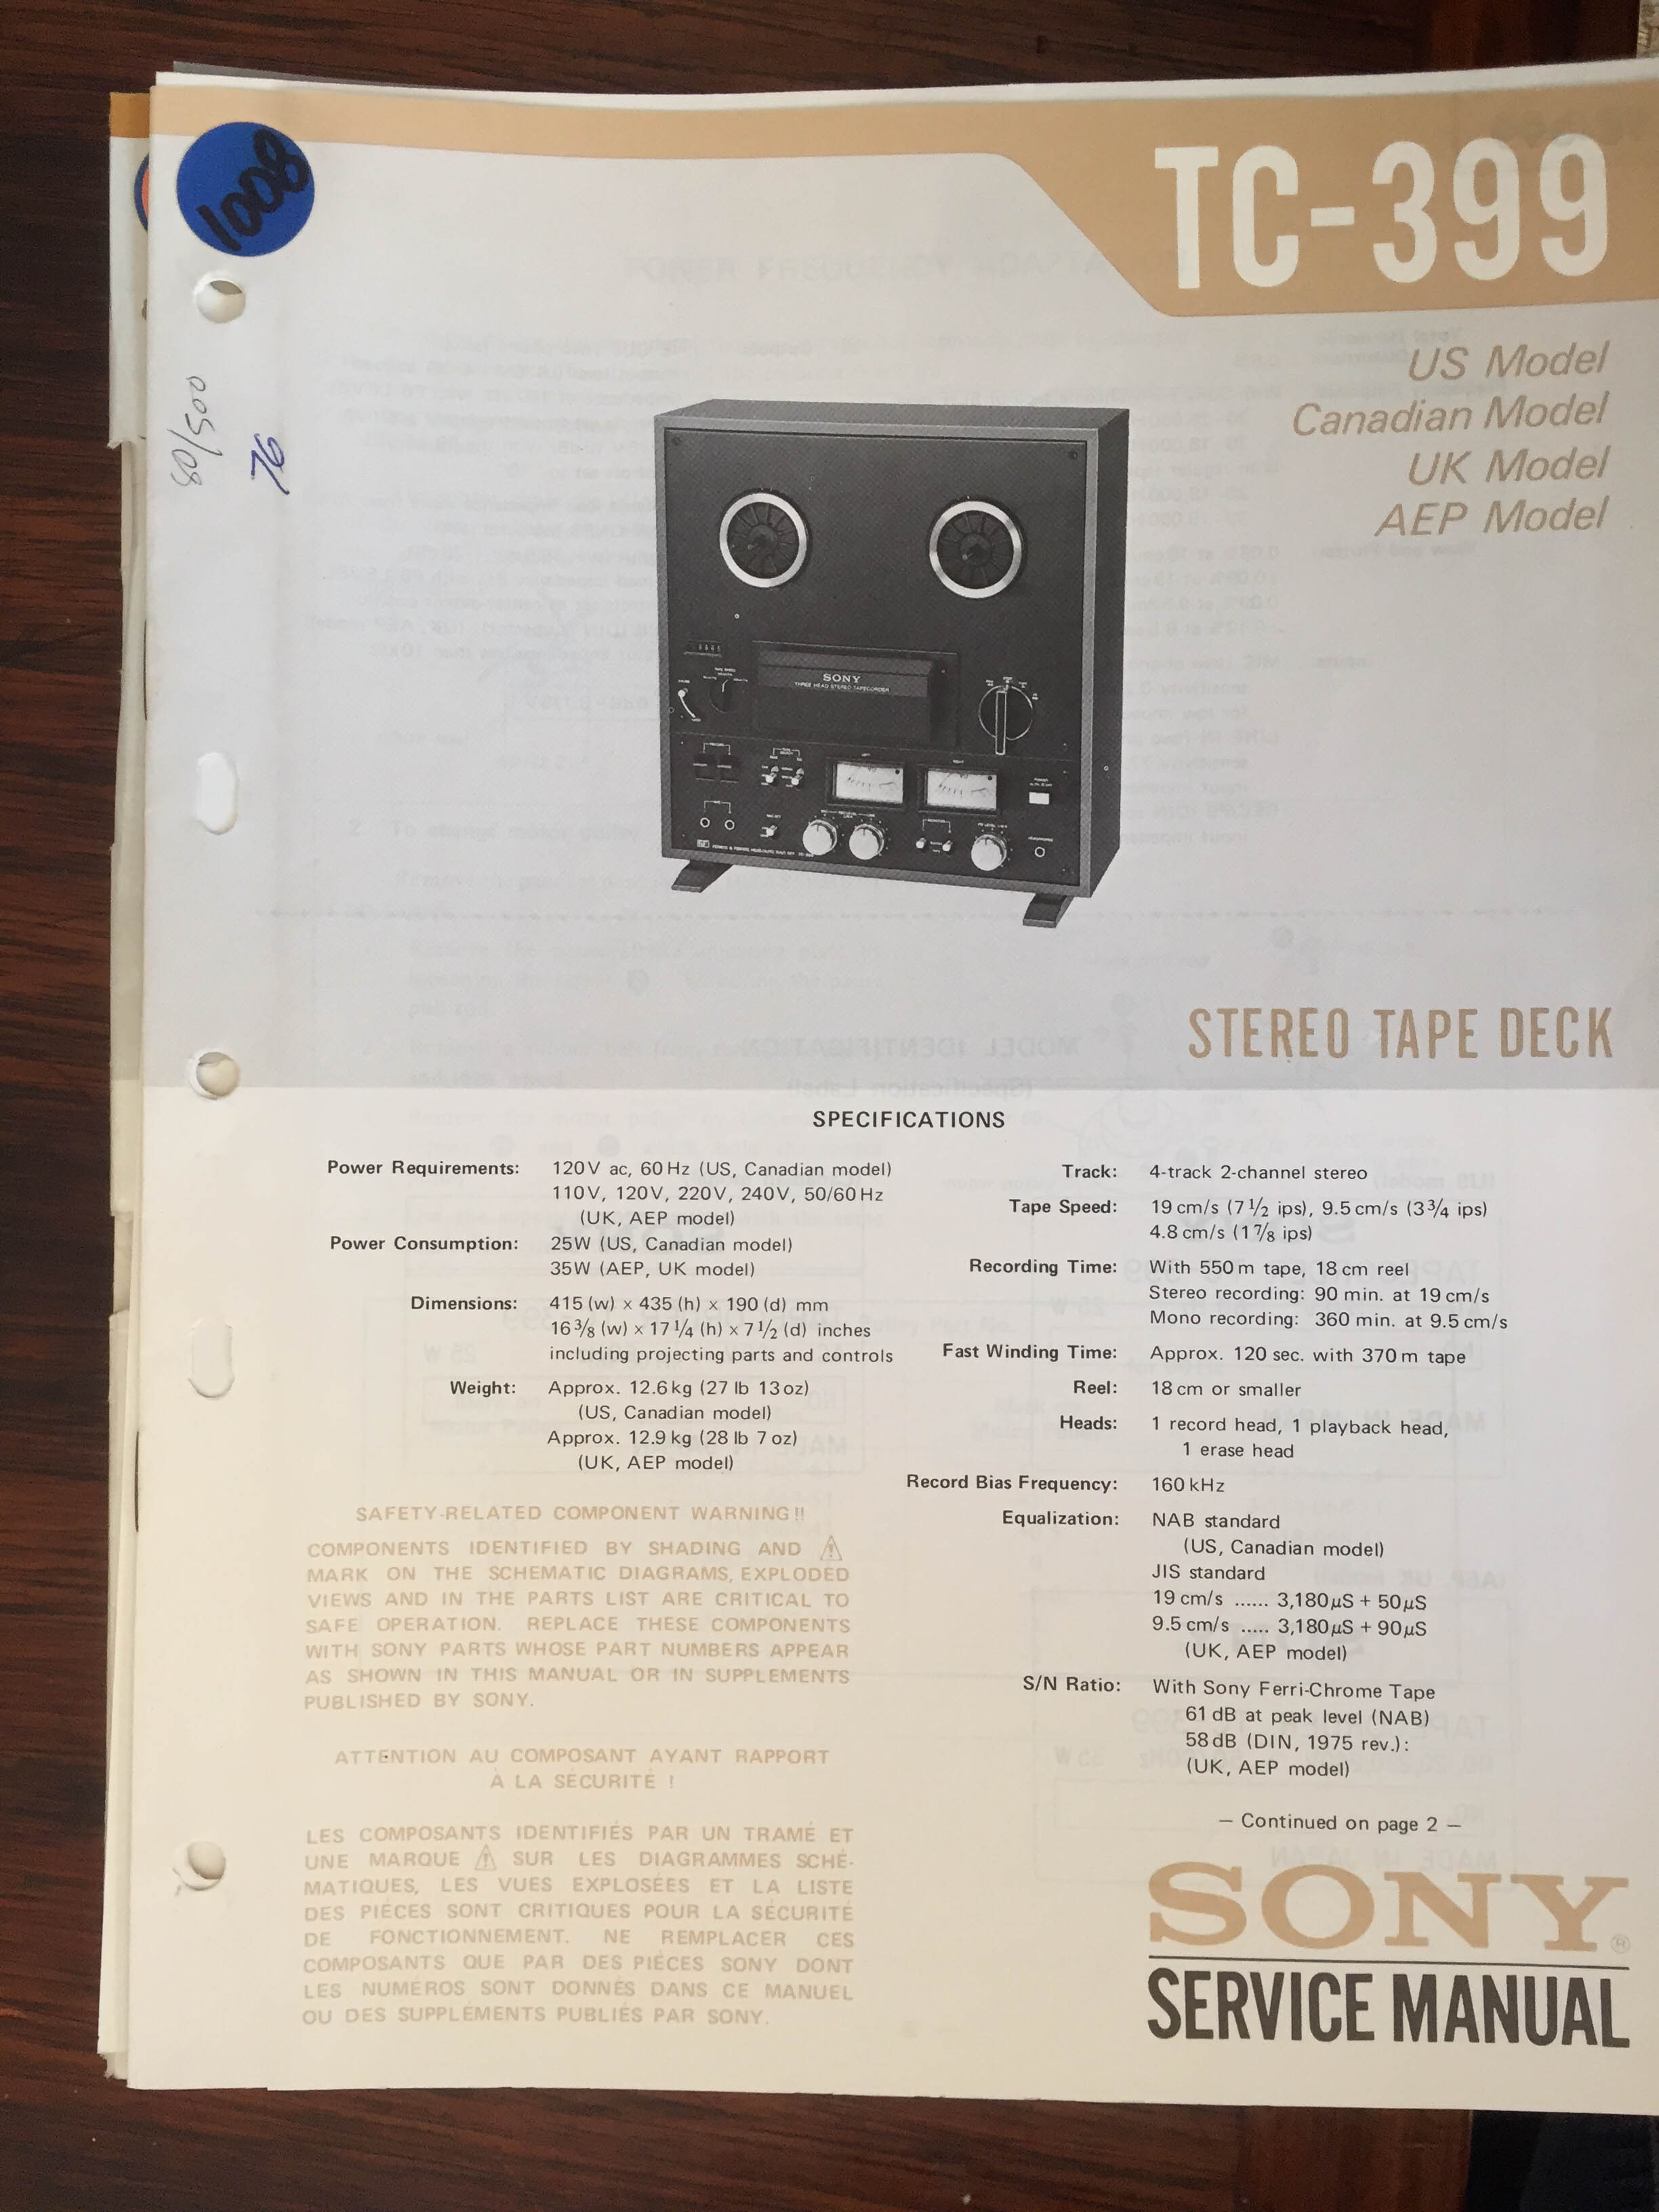 1008
80/500
76
TC-399
US Model
Canadian Model
UK Model
AEP Model
SONY
THREE HEAD STEREO TAPECORDER
STEREO TAPE DECK
SPECIFICATIONS
Power Requirements: 120V ac, 60 Hz (US, Canadian model)
110V, 120V, 220V, 240V, 50/60 Hz
(UK, AEP model)
Power Consumption: 25W (US, Canadian model)
35W (AEP, UK model)
Dimensions: 415 (w) x 435 (h) x 190 (d) mm
16 3/8 (w) x 17 1/4 (h) x 7 1/2 (d) inches
including projecting parts and controls
Weight: Approx. 12.6 kg (27 lb 13 oz)
(US, Canadian model)
Approx. 12.9 kg (28 lb 7 oz)
(UK, AEP model)
SAFETY-RELATED COMPONENT WARNING!!
COMPONENTS IDENTIFIED BY SHADING AND ⚠
MARK ON THE SCHEMATIC DIAGRAMS, EXPLODED
VIEWS AND IN THE PARTS LIST ARE CRITICAL TO
SAFE OPERATION. REPLACE THESE COMPONENTS
WITH SONY PARTS WHOSE PART NUMBERS APPEAR
AS SHOWN IN THIS MANUAL OR IN SUPPLEMENTS
PUBLISHED BY SONY.
ATTENTION AU COMPOSANT AYANT RAPPORT
À LA SÉCURITÉ !
LES COMPOSANTS IDENTIFIÉS PAR UN TRAMÉ ET
UNE MARQUE ⚠ SUR LES DIAGRAMMES SCHÉ-
MATIQUES, LES VUES EXPLOSÉES ET LA LISTE
DES PIÈCES SONT CRITIQUES POUR LA SÉCURITÉ
DE FONCTIONNEMENT. NE REMPLACER CES
COMPOSANTS QUE PAR DES PIÈCES SONY DONT
LES NUMÉROS SONT DONNÉS DANS CE MANUEL
OU DES SUPPLÉMENTS PUBLIÉS PAR SONY.
Track: 4-track 2-channel stereo
Tape Speed: 19 cm/s (7 1/2 ips), 9.5 cm/s (3 3/4 ips)
4.8 cm/s (1 7/8 ips)
Recording Time: With 550 m tape, 18 cm reel
Stereo recording: 90 min. at 19 cm/s
Mono recording: 360 min. at 9.5 cm/s
Fast Winding Time: Approx. 120 sec. with 370 m tape
Reel: 18 cm or smaller
Heads: 1 record head, 1 playback head,
1 erase head
Record Bias Frequency: 160 kHz
Equalization: NAB standard
(US, Canadian model)
JIS standard
19 cm/s ...... 3,180 μS + 50 μS
9.5 cm/s ..... 3,180 μS + 90 μS
(UK, AEP model)
S/N Ratio: With Sony Ferri-Chrome Tape
61 dB at peak level (NAB)
58 dB (DIN, 1975 rev.):
(UK, AEP model)
— Continued on page 2 —
SONY®
SERVICE MANUAL